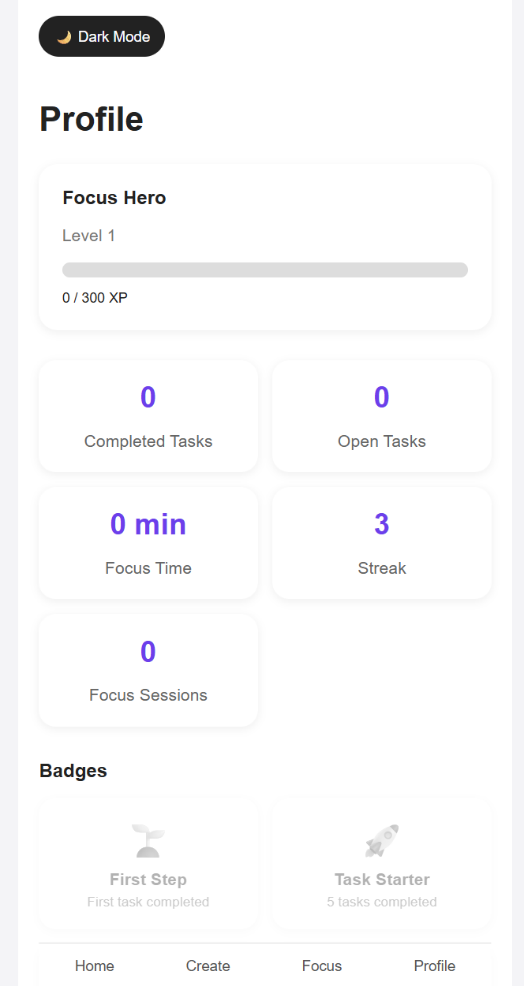 🌙 Dark Mode
Profile
Focus Hero
Level 1
0 / 300 XP
0
Completed Tasks
0
Open Tasks
0 min
Focus Time
3
Streak
0
Focus Sessions
Badges
First Step
First task completed
Task Starter
5 tasks completed
Home Create Focus Profile